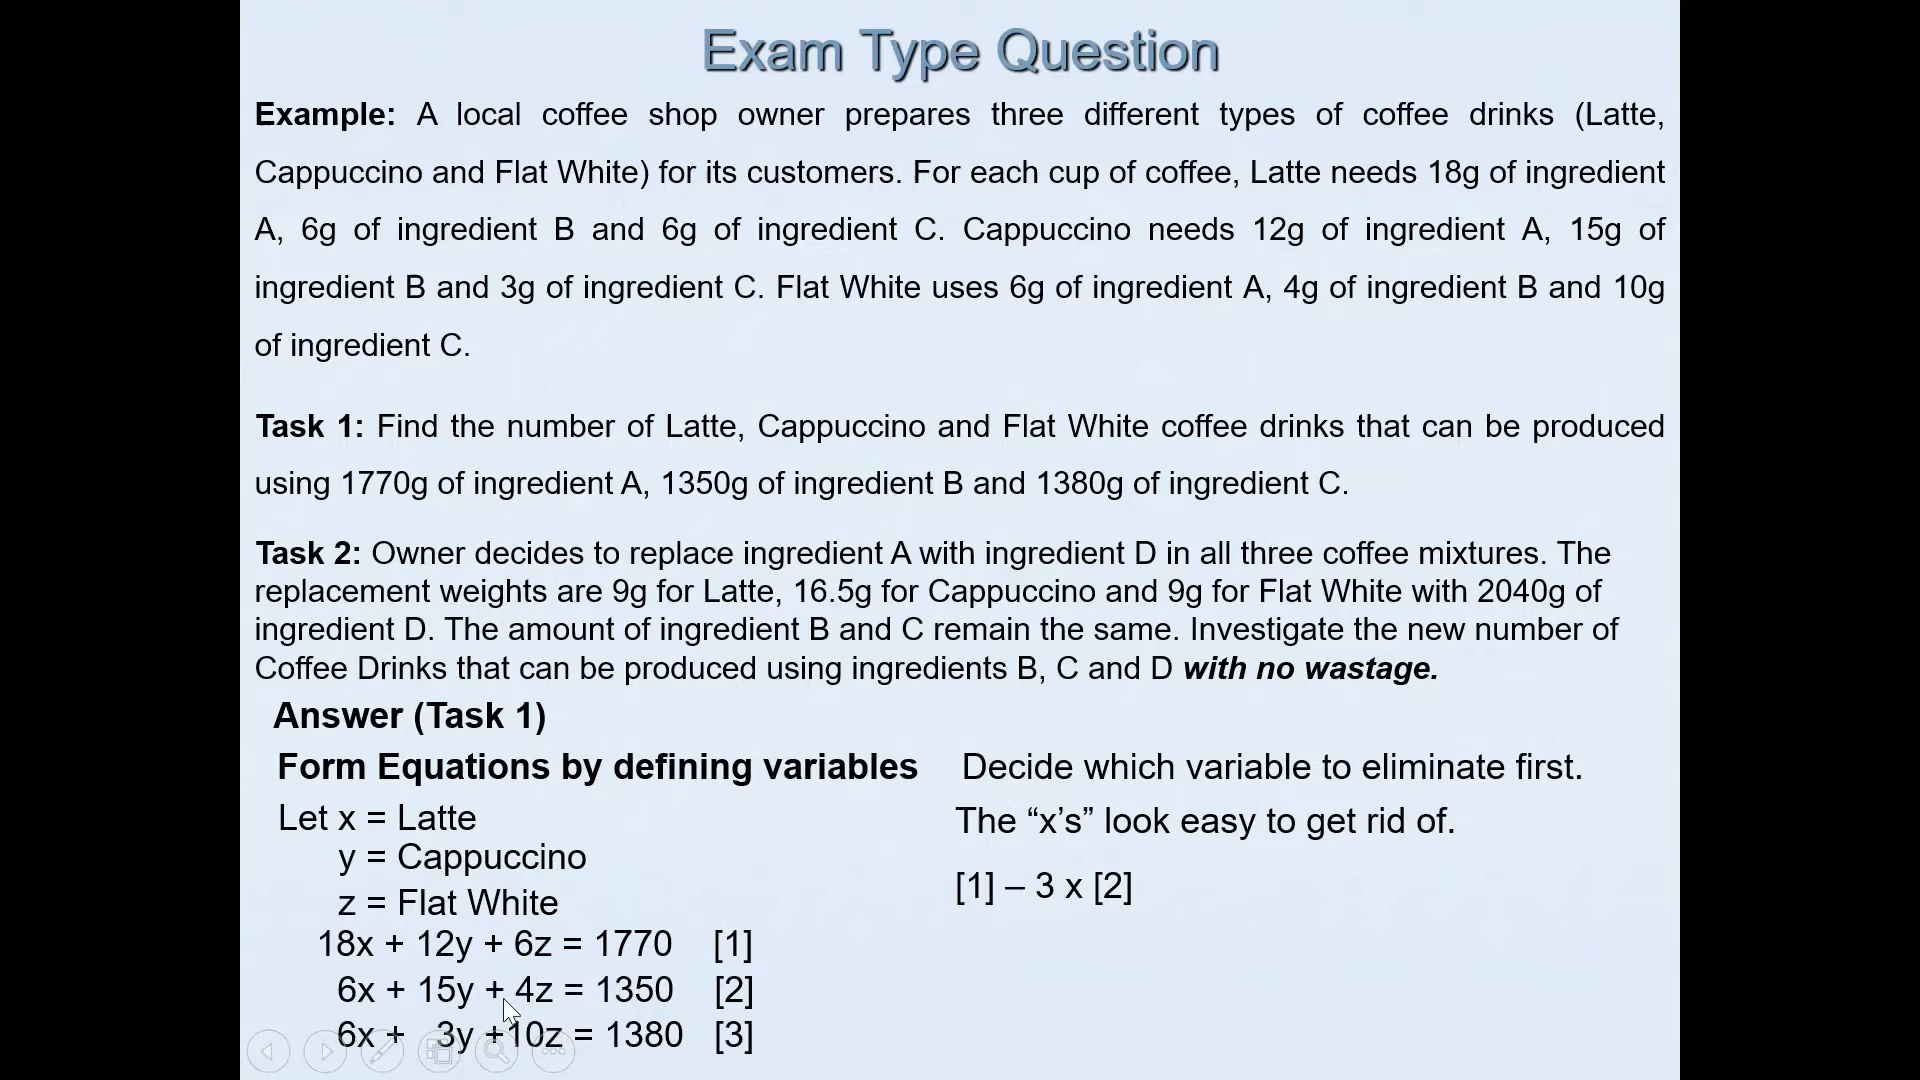 Exam Type Question
Example: A local coffee shop owner prepares three different types of coffee drinks (Latte,
Cappuccino and Flat White) for its customers. For each cup of coffee, Latte needs 18g of ingredient
A, 6g of ingredient B and 6g of ingredient C. Cappuccino needs 12g of ingredient A, 15g of
ingredient B and 3g of ingredient C. Flat White uses 6g of ingredient A, 4g of ingredient B and 10g
of ingredient C.
Task 1: Find the number of Latte, Cappuccino and Flat White coffee drinks that can be produced
using 1770g of ingredient A, 1350g of ingredient B and 1380g of ingredient C.
Task 2: Owner decides to replace ingredient A with ingredient D in all three coffee mixtures. The
replacement weights are 9g for Latte, 16.5g for Cappuccino and 9g for Flat White with 2040g of
ingredient D. The amount of ingredient B and C remain the same. Investigate the new number of
Coffee Drinks that can be produced using ingredients B, C and D with no wastage.
Answer (Task 1)
Form Equations by defining variables
Let x = Latte
y = Cappuccino
z = Flat White
18x + 12y + 6z = 1770 [1]
6x + 15y + 4z = 1350 [2]
6x + 3y +10z = 1380 [3]
Decide which variable to eliminate first.
The “x’s” look easy to get rid of.
[1] – 3 x [2]